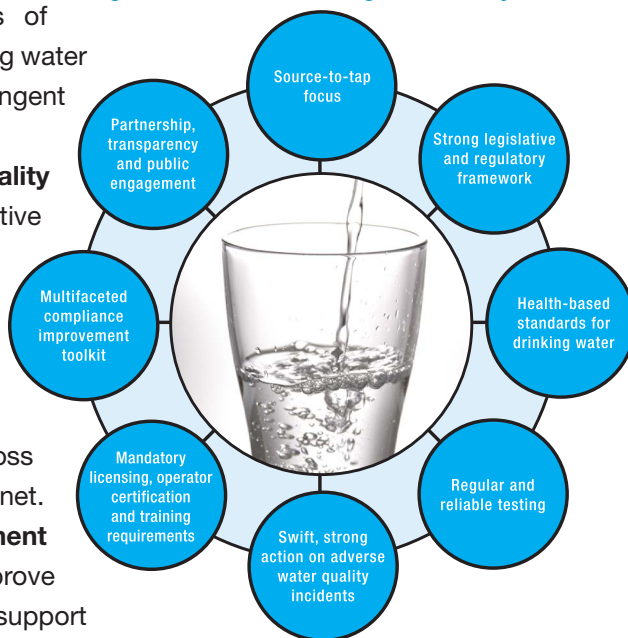 s of
g water
ngent
ality
tive
oss
net.
ment
prove
support
Source-to-tap
focus
Strong legislative
and regulatory
framework
Health-based
standards for
drinking water
Regular and
reliable testing
Swift, strong
action on adverse
water quality
incidents
Mandatory
licensing, operator
certification
and training
requirements
Multifaceted
compliance
improvement
toolkit
Partnership,
transparency
and public
engagement